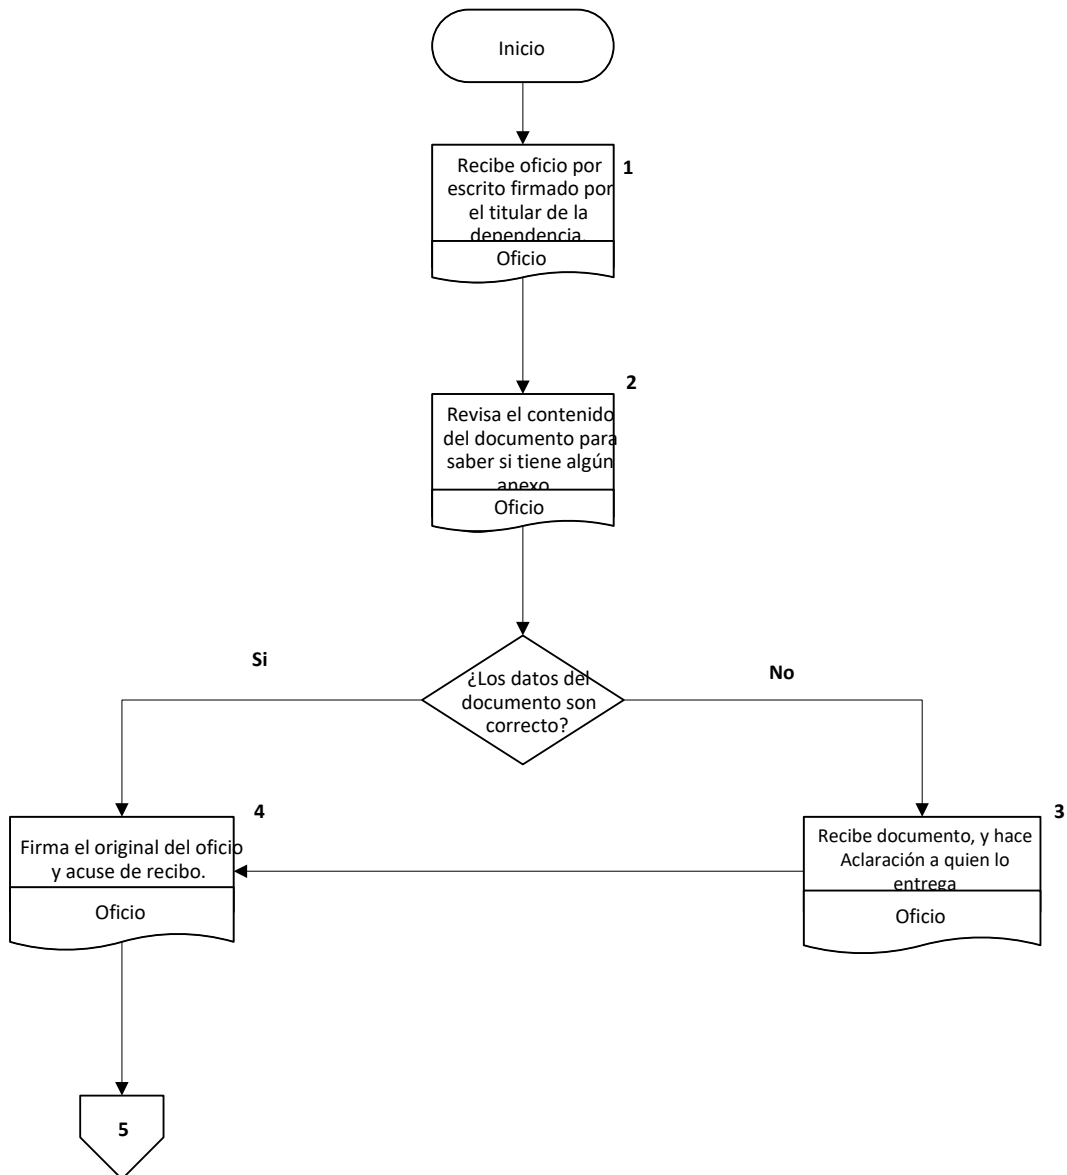 Inicio
1
Recibe oficio por
escrito firmado por
el titular de la
dependencia.
Oficio
2
Revisa el contenido
del documento para
saber si tiene algún
anexo
Oficio
Si
No
¿Los datos del
documento son
correcto?
4
Firma el original del oficio
y acuse de recibo.
Oficio
3
Recibe documento, y hace
Aclaración a quien lo
entrega
Oficio
5